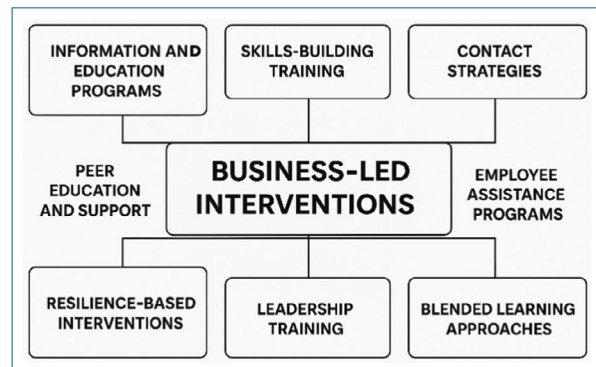 INFORMATION AND
EDUCATION
PROGRAMS
SKILLS-BUILDING
TRAINING
CONTACT
STRATEGIES
PEER
EDUCATION
AND SUPPORT
BUSINESS-LED
INTERVENTIONS
EMPLOYEE
ASSISTANCE
PROGRAMS
RESILIENCE-BASED
INTERVENTIONS
LEADERSHIP
TRAINING
BLENDED LEARNING
APPROACHES